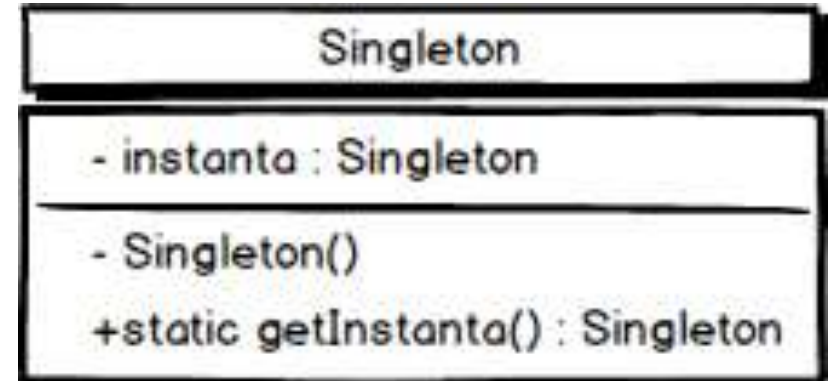 Singleton
- instanta : Singleton
- Singleton()
+static getInstanta() : Singleton